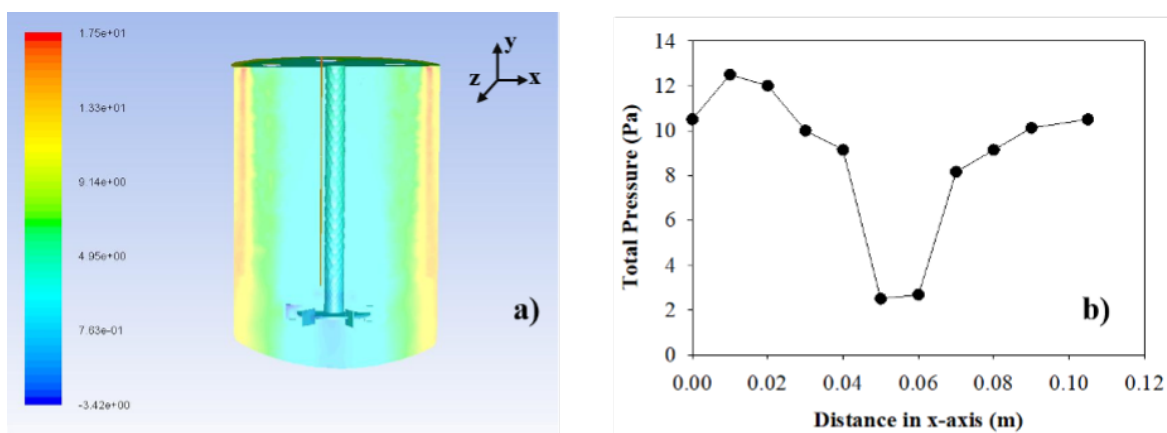 1.75e+01
1.33e+01
9.14e+00
4.95e+00
7.63e-01
-3.42e+00
y
z
x
a)
Total Pressure (Pa)
14
12
10
8
6
4
2
0
0.00 0.02 0.04 0.06 0.08 0.10 0.12
Distance in x-axis (m)
b)